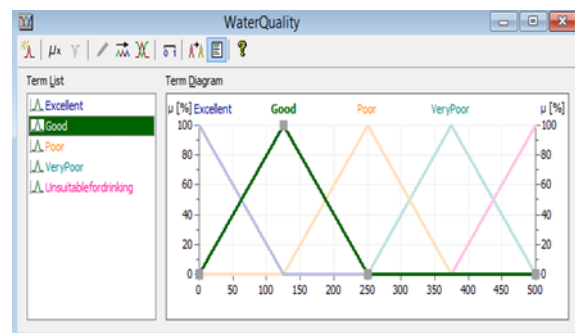 WaterQuality
μx
Term List
Term Diagram
Excellent
Good
Poor
VeryPoor
Unsuitablefordrinking
μ [%] Excellent Good Poor VeryPoor μ [%]
100 100
80 80
60 60
40 40
20 20
0 0
0 50 100 150 200 250 300 350 400 450 500